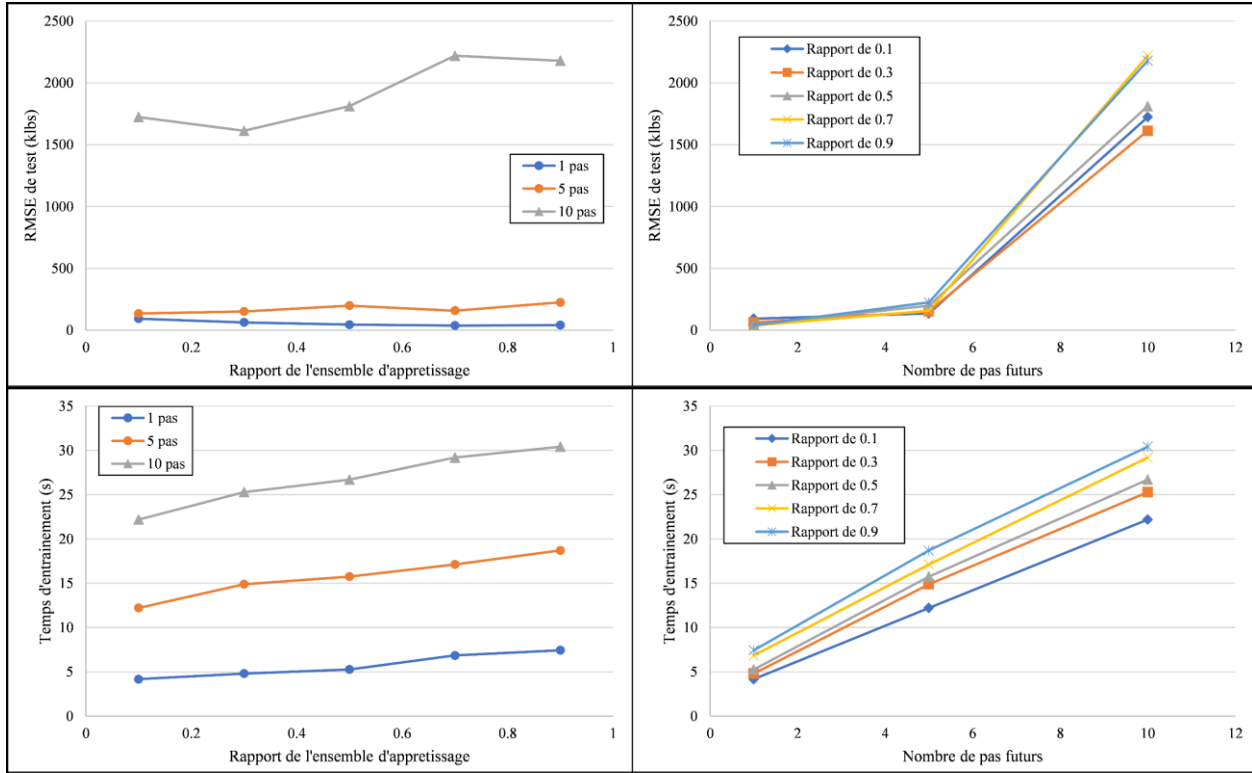 2500
2000
1500
1000
500
0
RMSE de test (klbs)
1 pas
5 pas
10 pas
0 0.2 0.4 0.6 0.8 1
Rapport de l'ensemble d'appretissage
2500
2000
1500
1000
500
0
RMSE de test (klbs)
Rapport de 0.1
Rapport de 0.3
Rapport de 0.5
Rapport de 0.7
Rapport de 0.9
0 2 4 6 8 10 12
Nombre de pas futurs
35
30
25
20
15
10
5
0
Temps d'entrainement (s)
1 pas
5 pas
10 pas
0 0.2 0.4 0.6 0.8 1
Rapport de l'ensemble d'appretissage
35
30
25
20
15
10
5
0
Temps d'entrainement (s)
Rapport de 0.1
Rapport de 0.3
Rapport de 0.5
Rapport de 0.7
Rapport de 0.9
0 2 4 6 8 10 12
Nombre de pas futurs